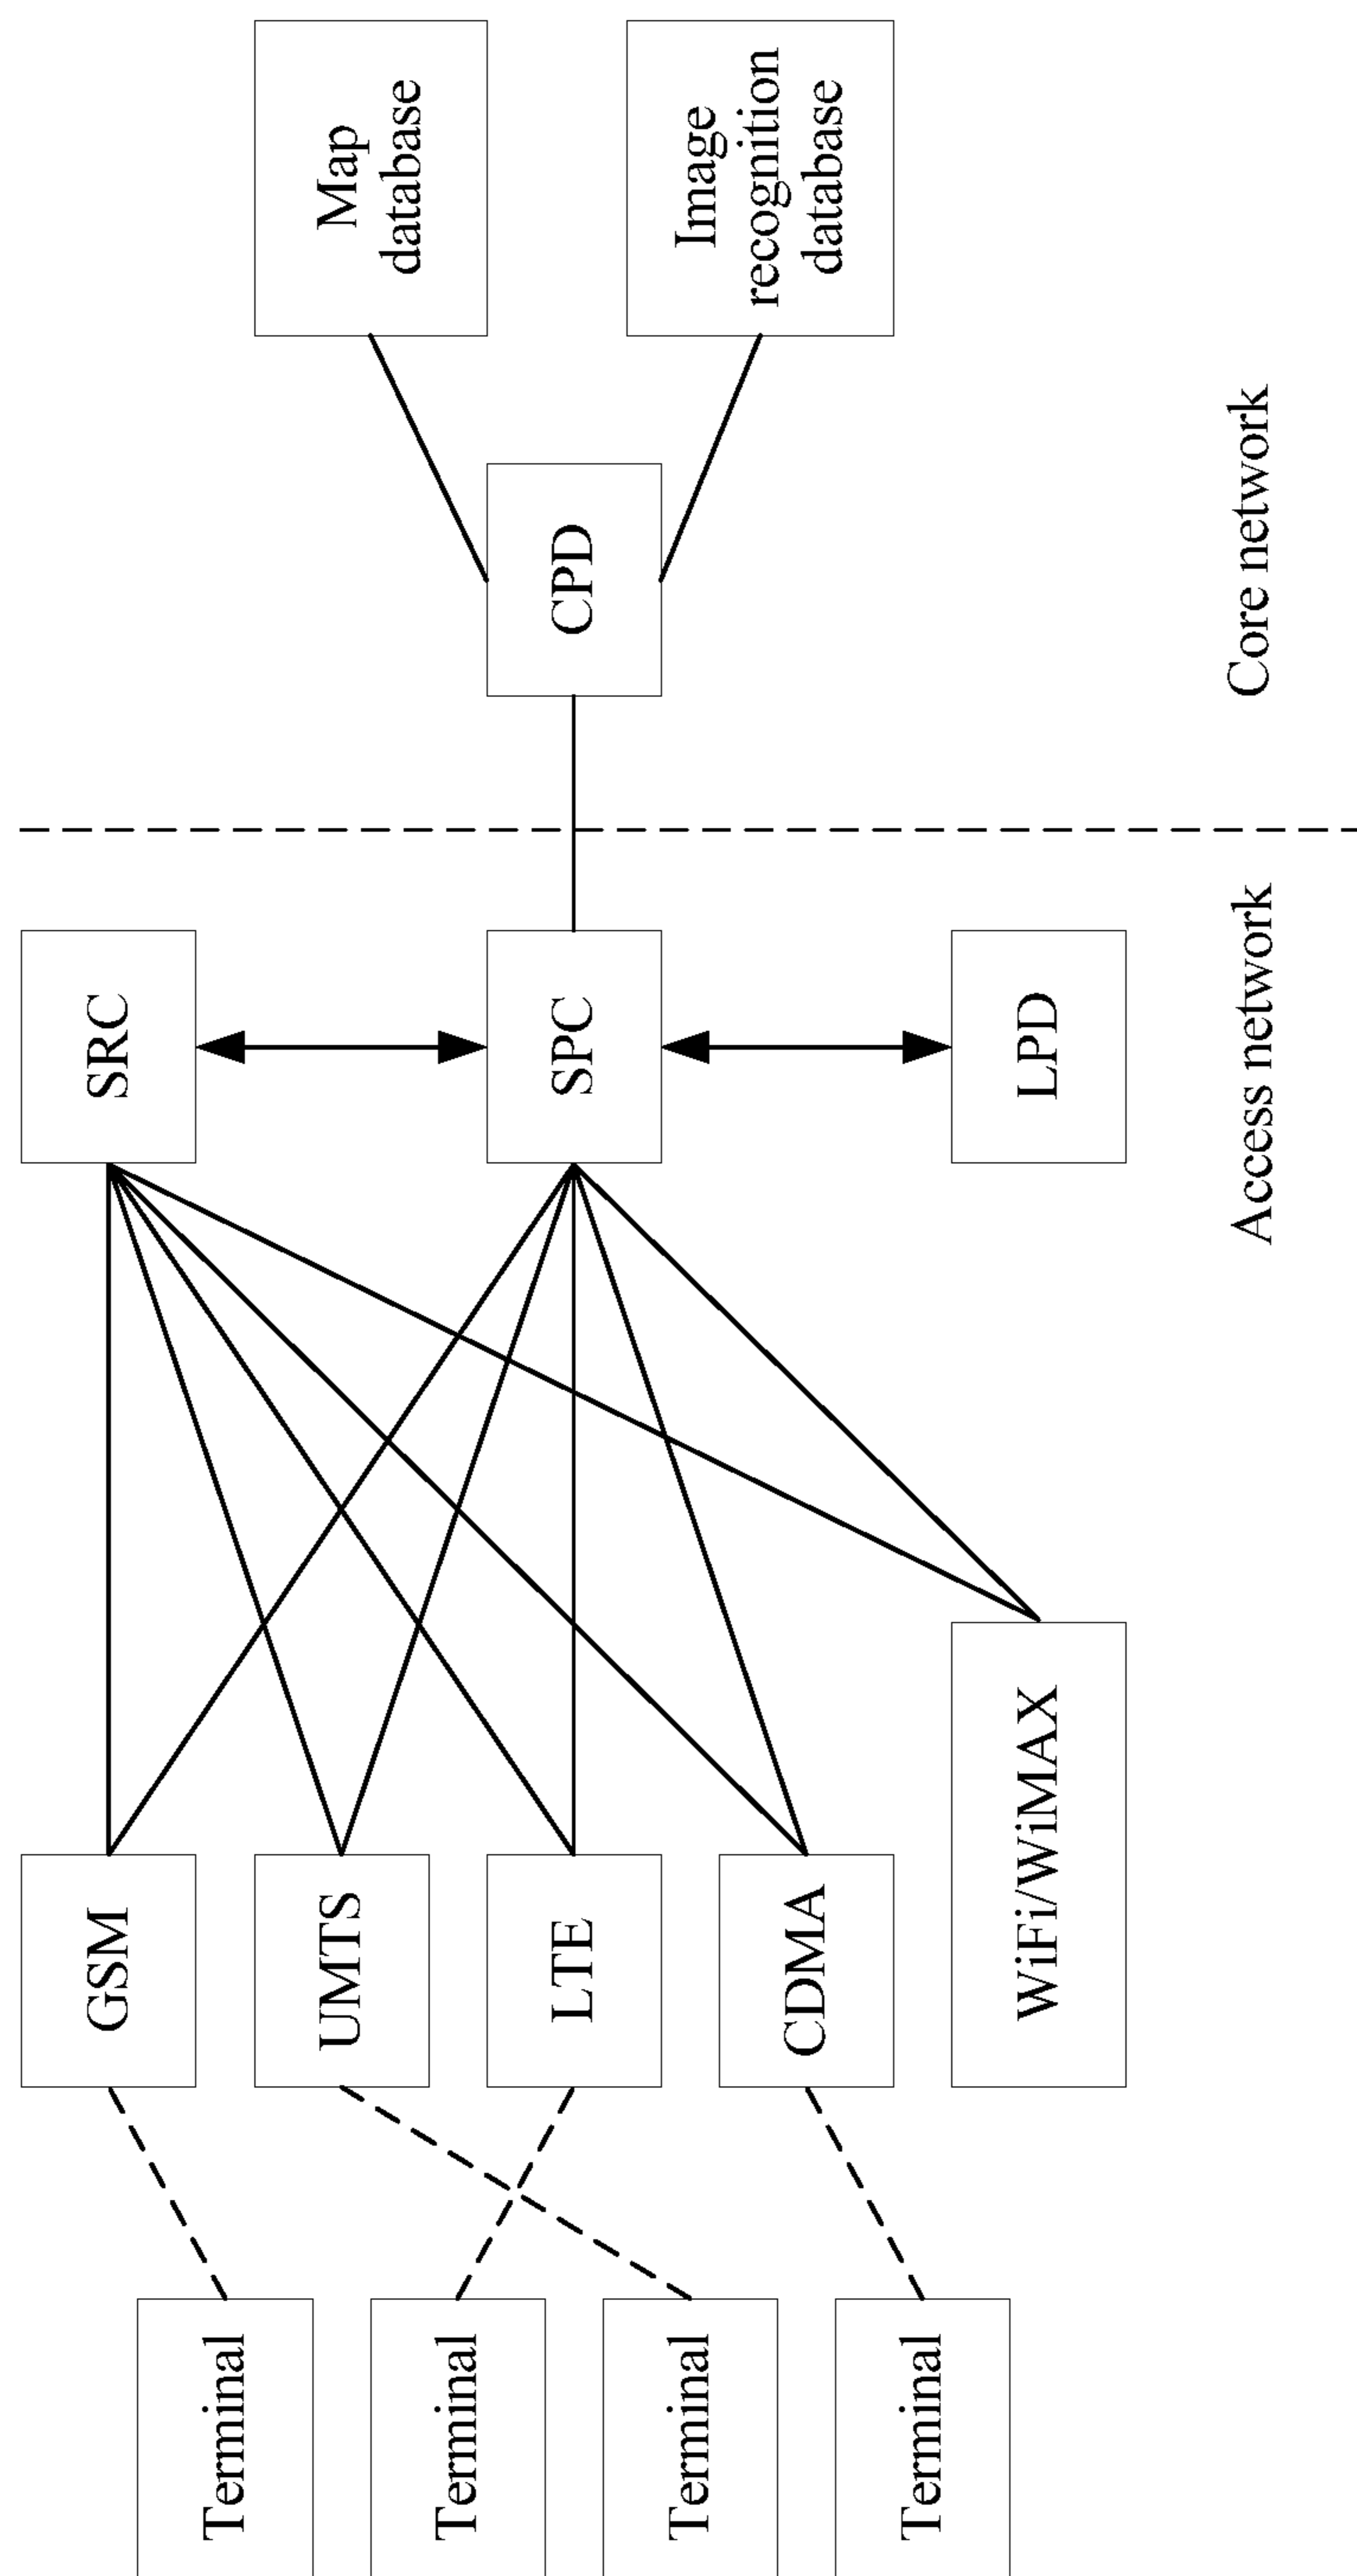 Terminal
Terminal
Terminal
Terminal
GSM
UMTS
LTE
CDMA
WiFi/WiMAX
SRC
SPC
LPD
Access network
CPD
Map
database
Image
recognition
database
Core network